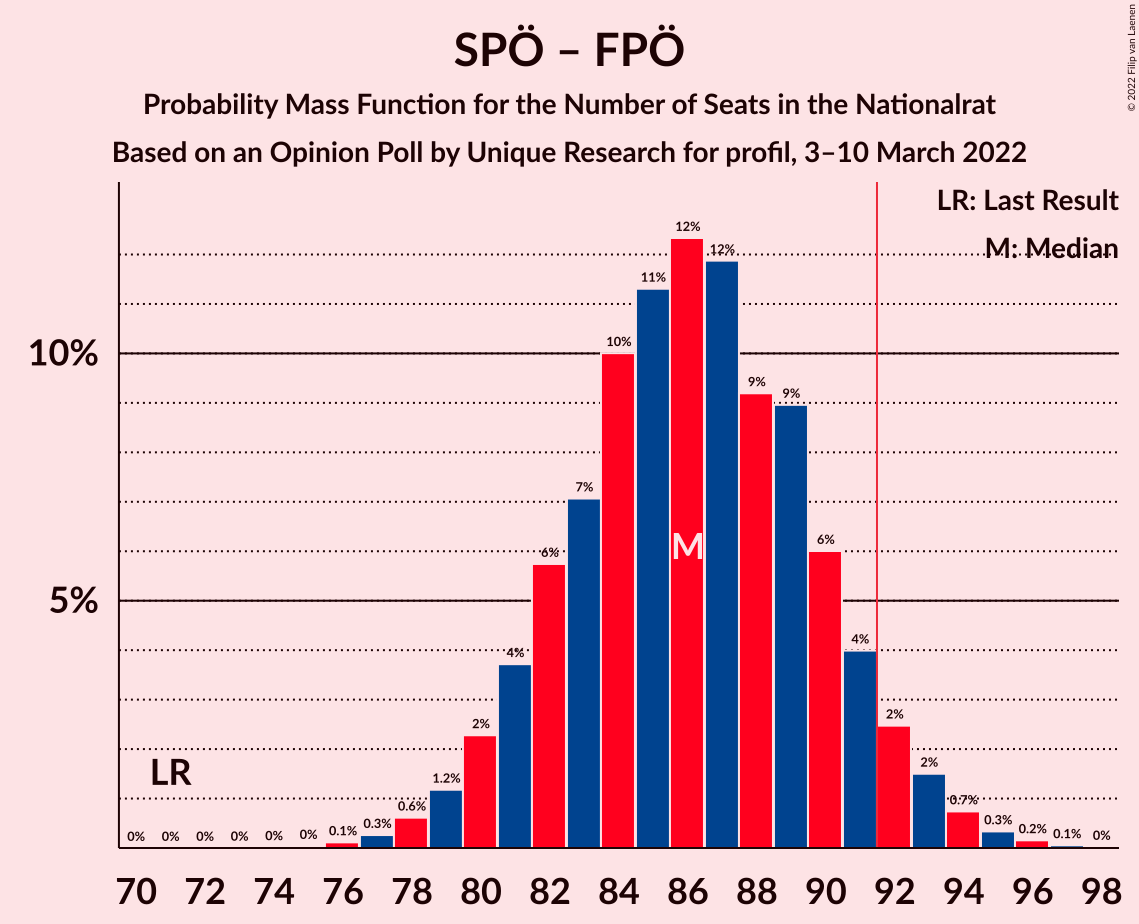 SPÖ – FPÖ
Probability Mass Function for the Number of Seats in the Nationalrat
Based on an Opinion Poll by Unique Research for profil, 3–10 March 2022
© 2022 Filip van Laenen
LR: Last Result
M: Median
10%
5%
LR
M
0% 0% 0% 0% 0% 0% 0.1% 0.3% 0.6% 1.2% 2% 4% 6% 7% 10% 11% 12% 12% 9% 9% 6% 4% 2% 2% 0.7% 0.3% 0.2% 0.1% 0%
70 72 74 76 78 80 82 84 86 88 90 92 94 96 98